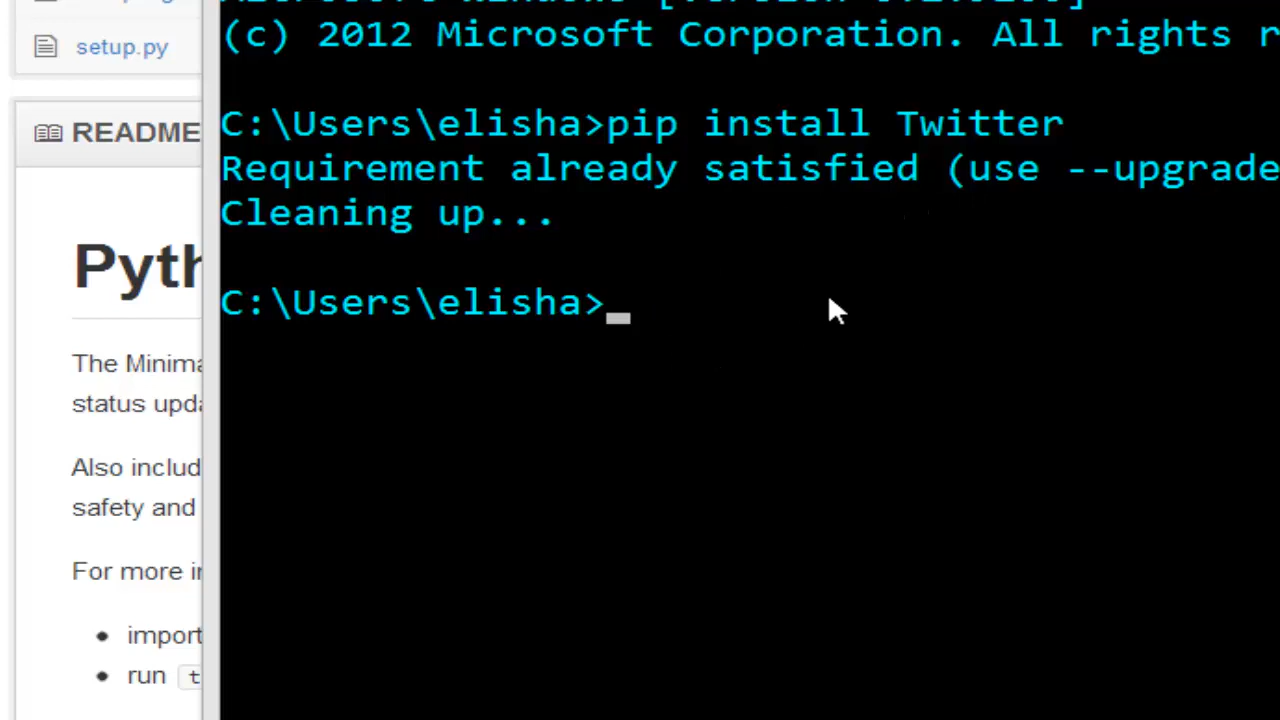 setup.py
README
Pyth
The Minima
status upda
Also includ
safety and
For more in
import
run t
(c) 2012 Microsoft Corporation. All rights r
C:\Users\elisha>pip install Twitter
Requirement already satisfied (use --upgrade
Cleaning up...
C:\Users\elisha>